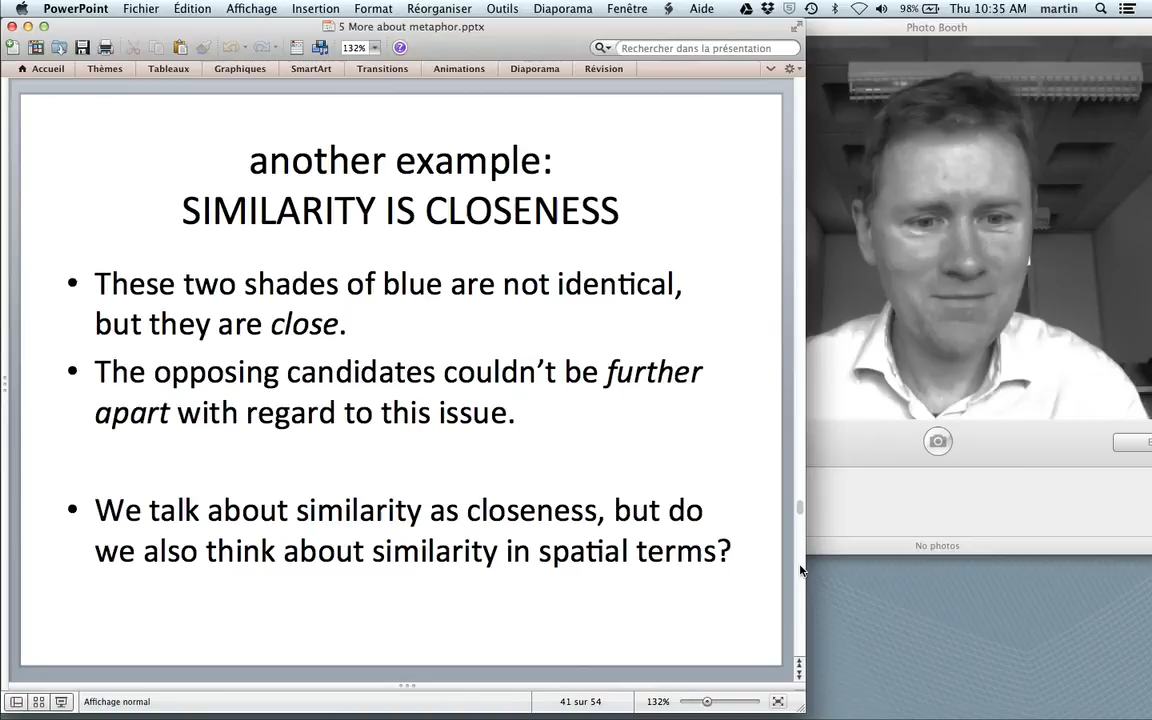 PowerPoint Fichier Édition Affichage Insertion Format Réorganiser Outils Diaporama Fenêtre Aide 98% Thu 10:35 AM martin
5 More about metaphor.pptx
Photo Booth
132% Rechercher dans la présentation
Accueil Thèmes Tableaux Graphiques SmartArt Transitions Animations Diaporama Révision
another example:
SIMILARITY IS CLOSENESS
• These two shades of blue are not identical,
but they are close.
• The opposing candidates couldn't be further
apart with regard to this issue.
• We talk about similarity as closeness, but do
we also think about similarity in spatial terms?
No photos
Affichage normal 41 sur 54 132%